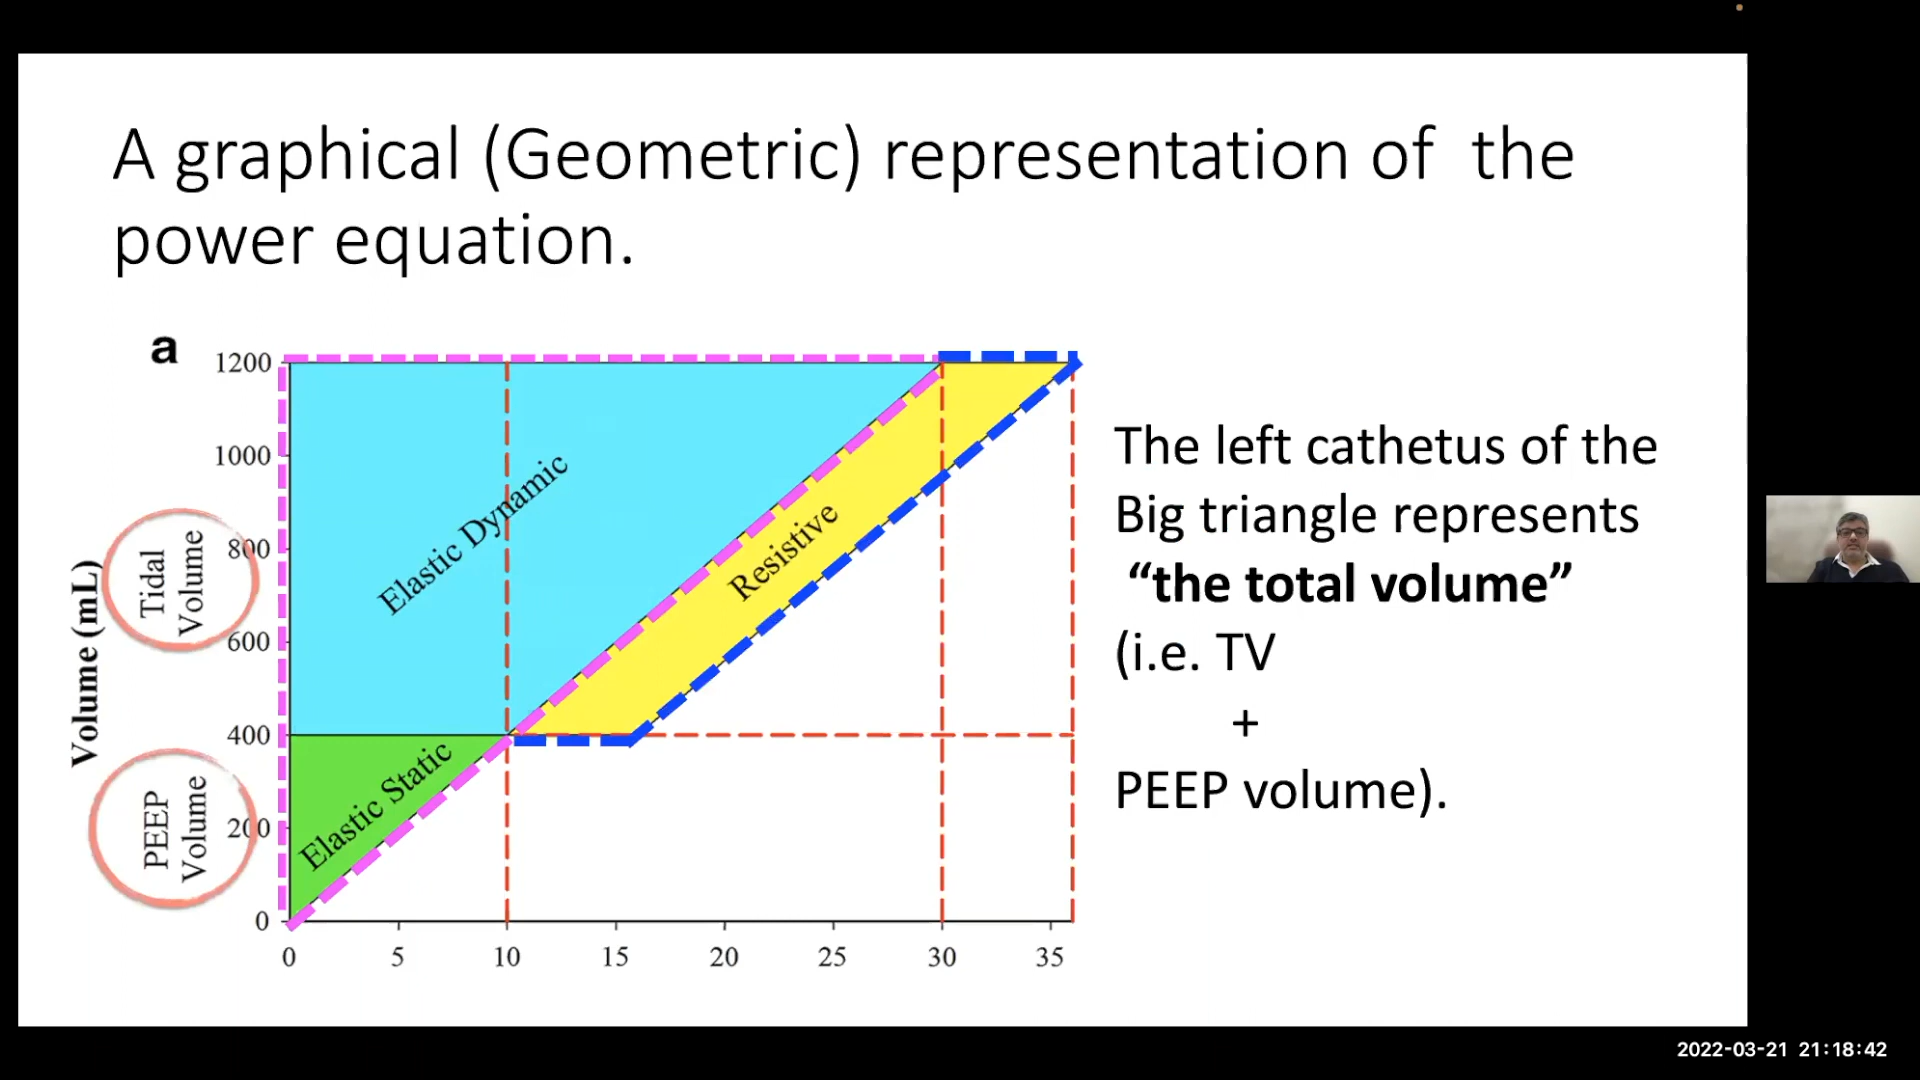 A graphical (Geometric) representation of the
power equation.
a
1200
1000
800
600
400
200
0
Volume (mL)
Tidal
Volume
PEEP
Volume
Elastic Dynamic
Resistive
Elastic Static
0 5 10 15 20 25 30 35
The left cathetus of the
Big triangle represents
“the total volume”
(i.e. TV
+
PEEP volume).
2022-03-21 21:18:42